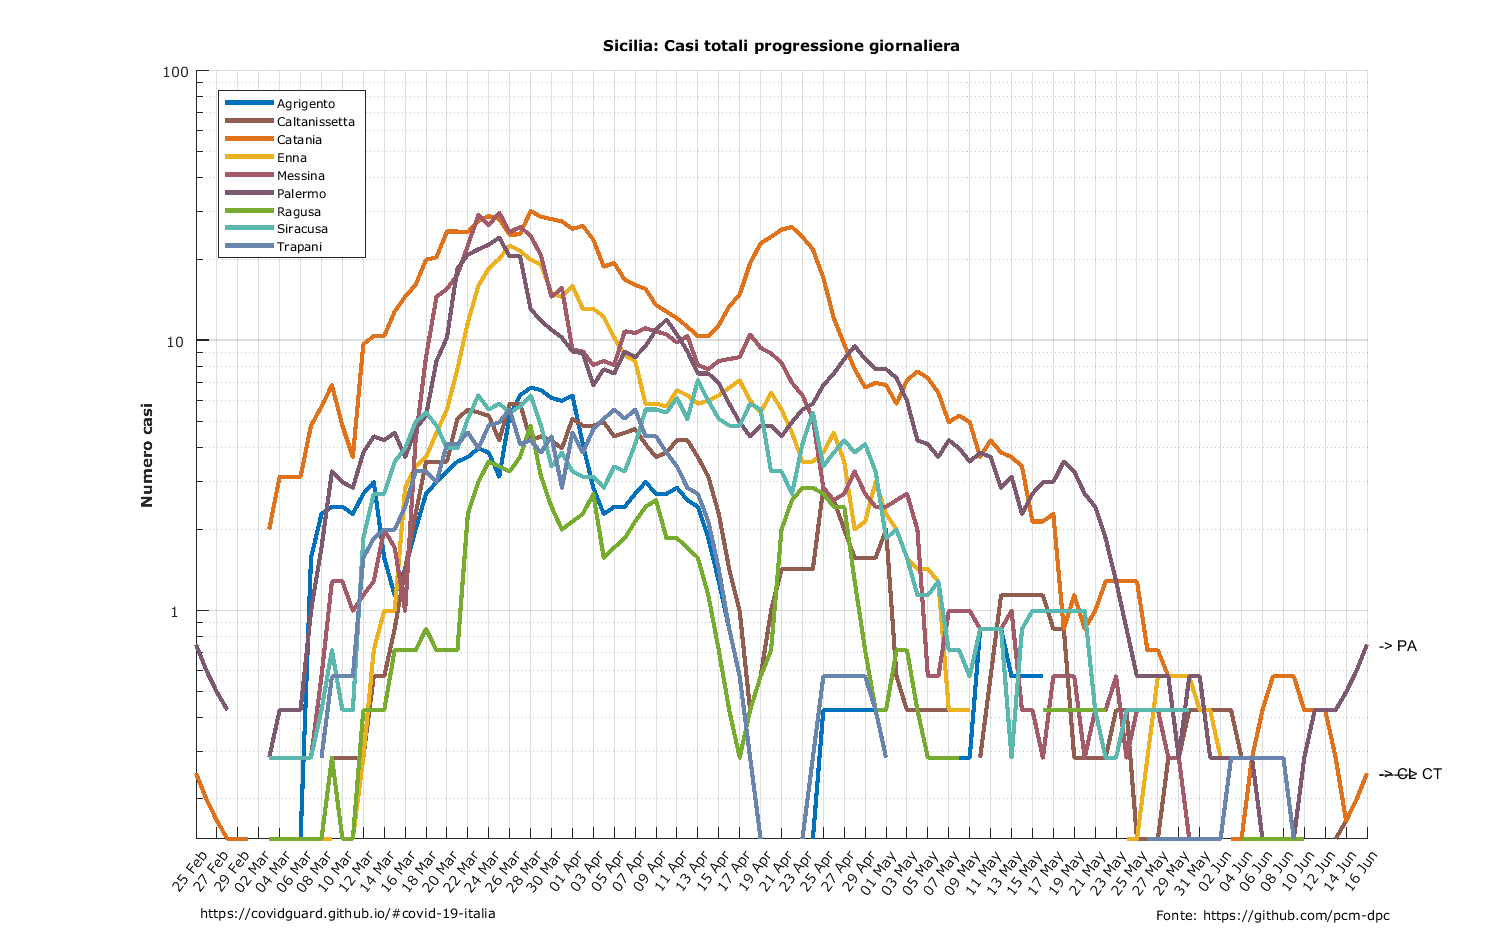 Sicilia: Casi totali progressione giornaliera
Numero casi
100
10
1
Agrigento
Caltanissetta
Catania
Enna
Messina
Palermo
Ragusa
Siracusa
Trapani
-> PA
-> CL
-> CT
25 Feb
27 Feb
29 Feb
02 Mar
04 Mar
06 Mar
08 Mar
10 Mar
12 Mar
14 Mar
16 Mar
18 Mar
20 Mar
22 Mar
24 Mar
26 Mar
28 Mar
30 Mar
01 Apr
03 Apr
05 Apr
07 Apr
09 Apr
11 Apr
13 Apr
15 Apr
17 Apr
19 Apr
21 Apr
23 Apr
25 Apr
27 Apr
29 Apr
01 May
03 May
05 May
07 May
09 May
11 May
13 May
15 May
17 May
19 May
21 May
23 May
25 May
27 May
29 May
31 May
02 Jun
04 Jun
06 Jun
08 Jun
10 Jun
12 Jun
14 Jun
16 Jun
https://covidguard.github.io/#covid-19-italia
Fonte: https://github.com/pcm-dpc